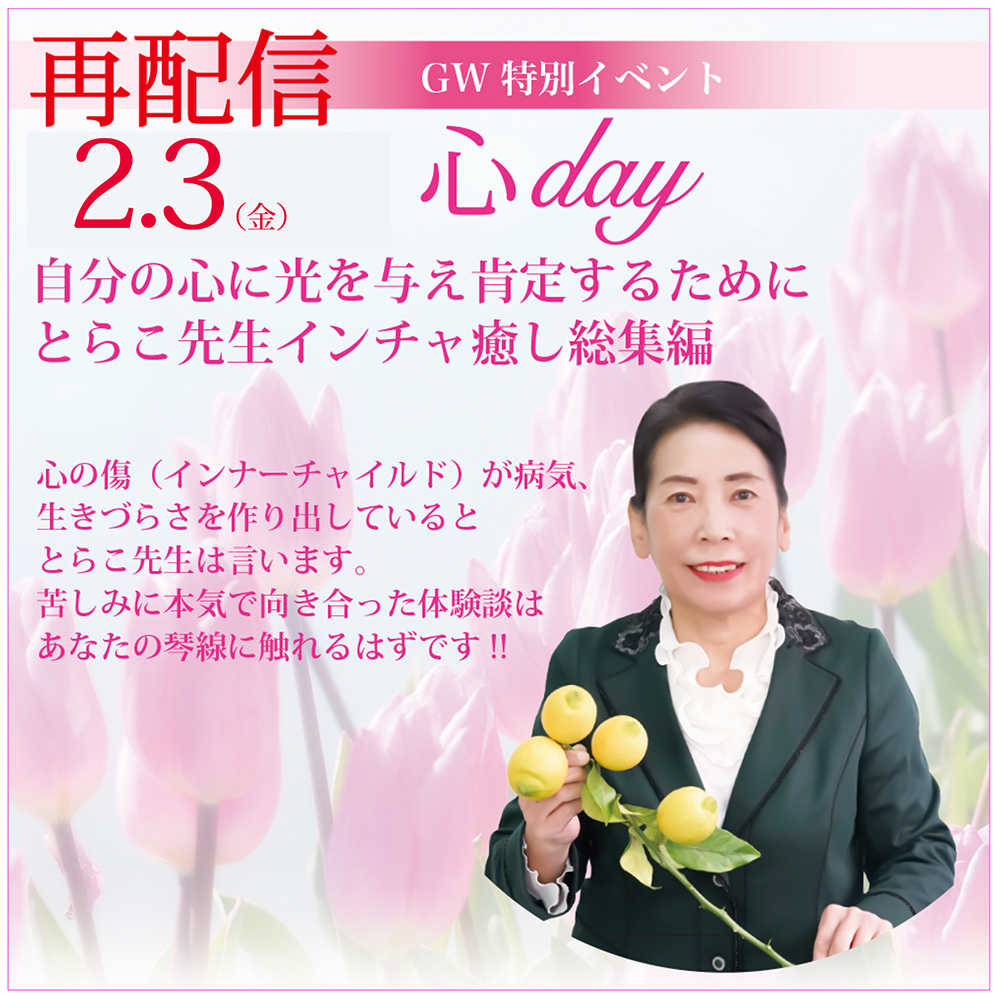 再配信
GW 特別イベント
2.3（金）
心day
自分の心に光を与え肯定するために
とらこ先生インチャ癒し総集編
心の傷（インナーチャイルド）が病気、
生きづらさを作り出していると
とらこ先生は言います。
苦しみに本気で向き合った体験談は
あなたの琴線に触れるはずです!!